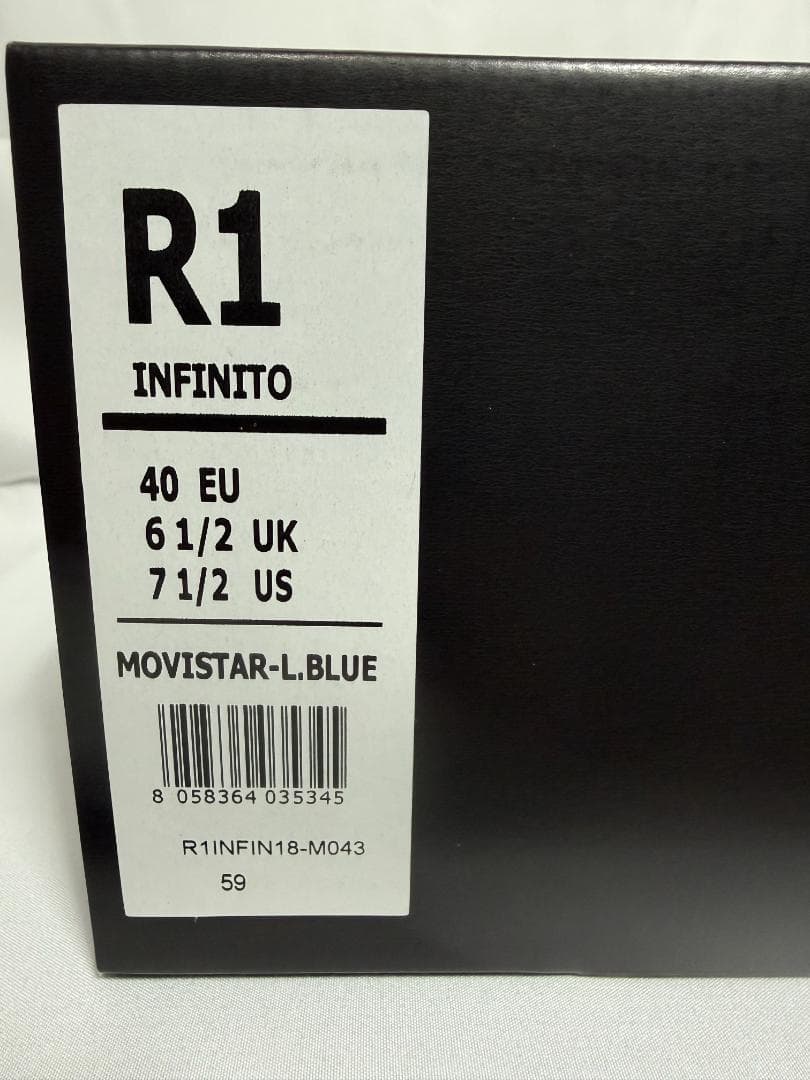 R1
INFINITO
40 EU
6 1/2 UK
7 1/2 US
MOVISTAR-L.BLUE
8 058364 035345
R1INFIN18-M043
59